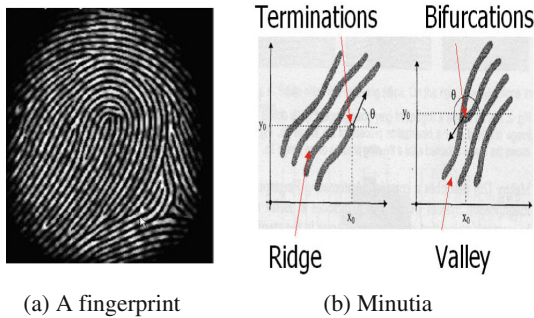 Terminations Bifurcations
y₀ θ y₀ θ
x₀ x₀
Ridge Valley
(a) A fingerprint (b) Minutia